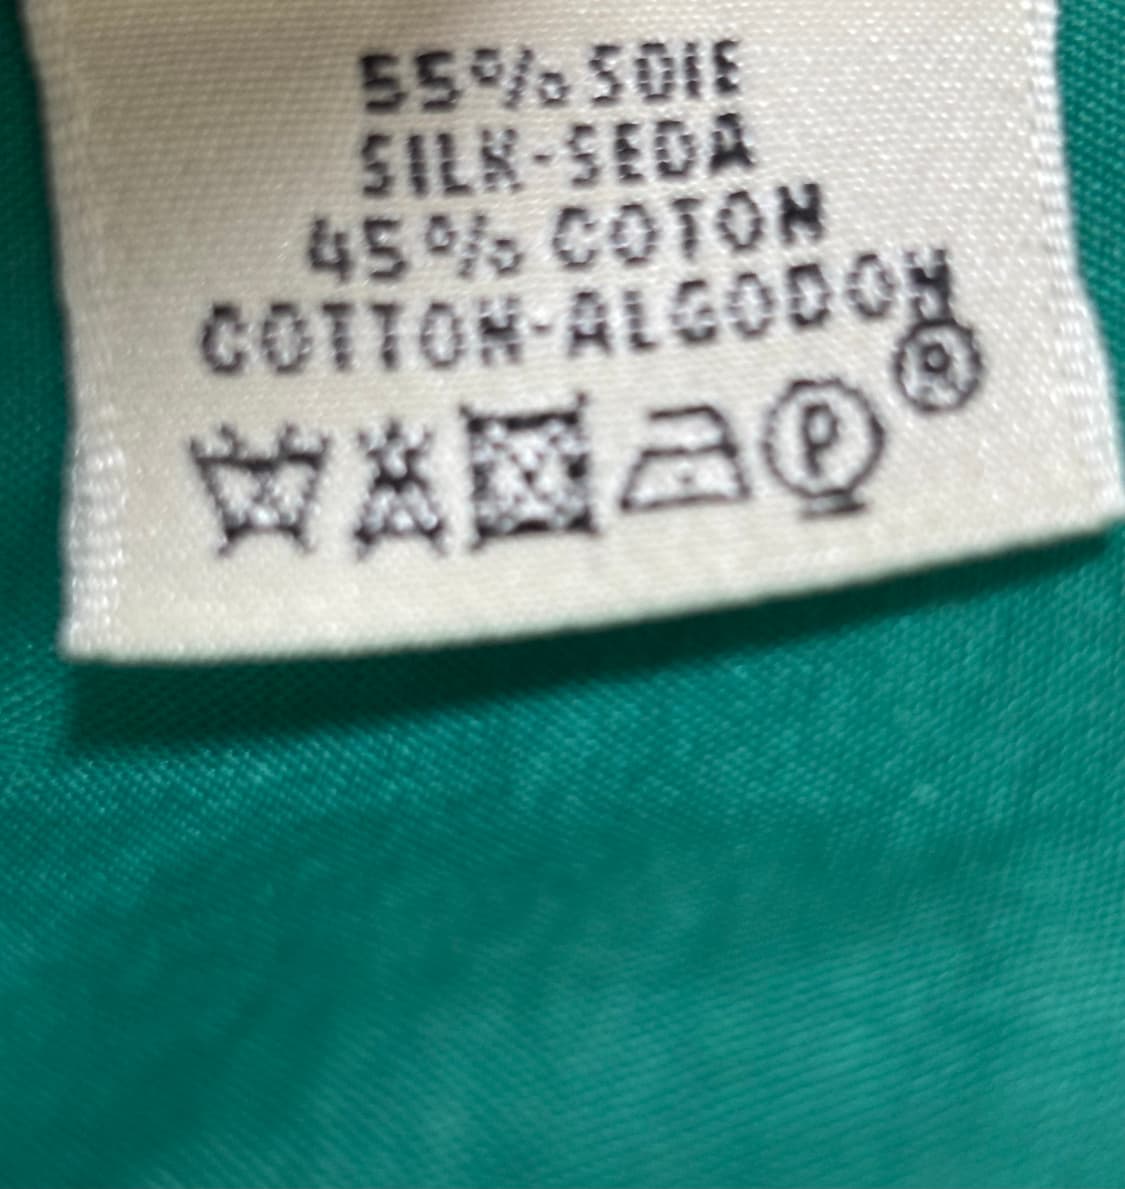 55% SOIE
SILK-SEDA
45% COTON
COTTON-ALGODON
®
P